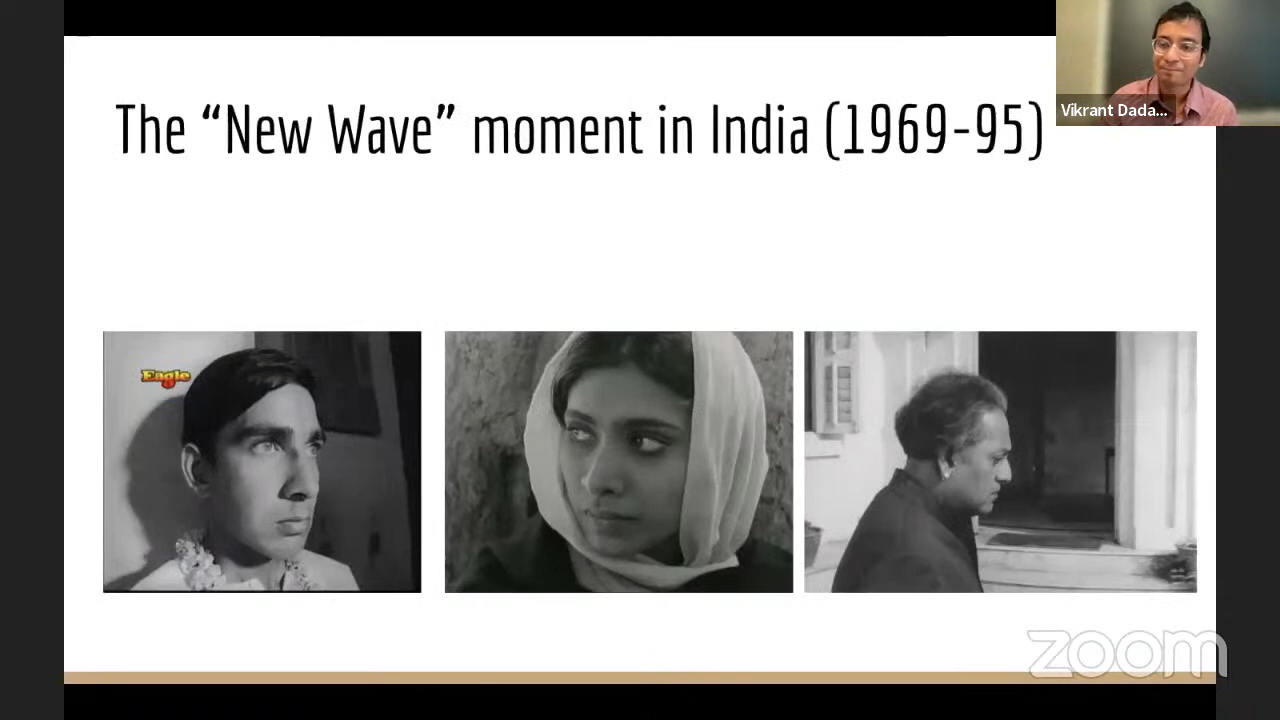 The “New Wave” moment in India (1969-95)
Vikrant Dada...
Eagle
zoom